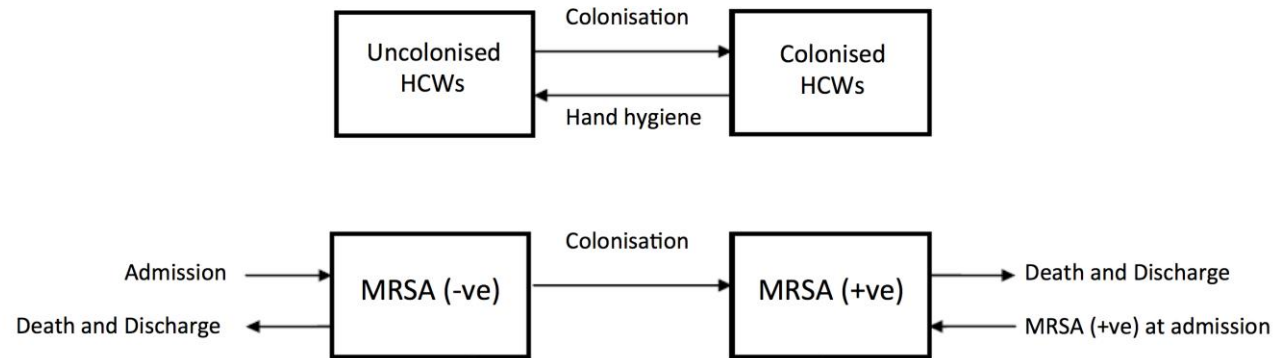 Colonisation
Uncolonised
HCWs
Colonised
HCWs
Hand hygiene
Colonisation
Admission
MRSA (-ve)
MRSA (+ve)
Death and Discharge
Death and Discharge
MRSA (+ve) at admission